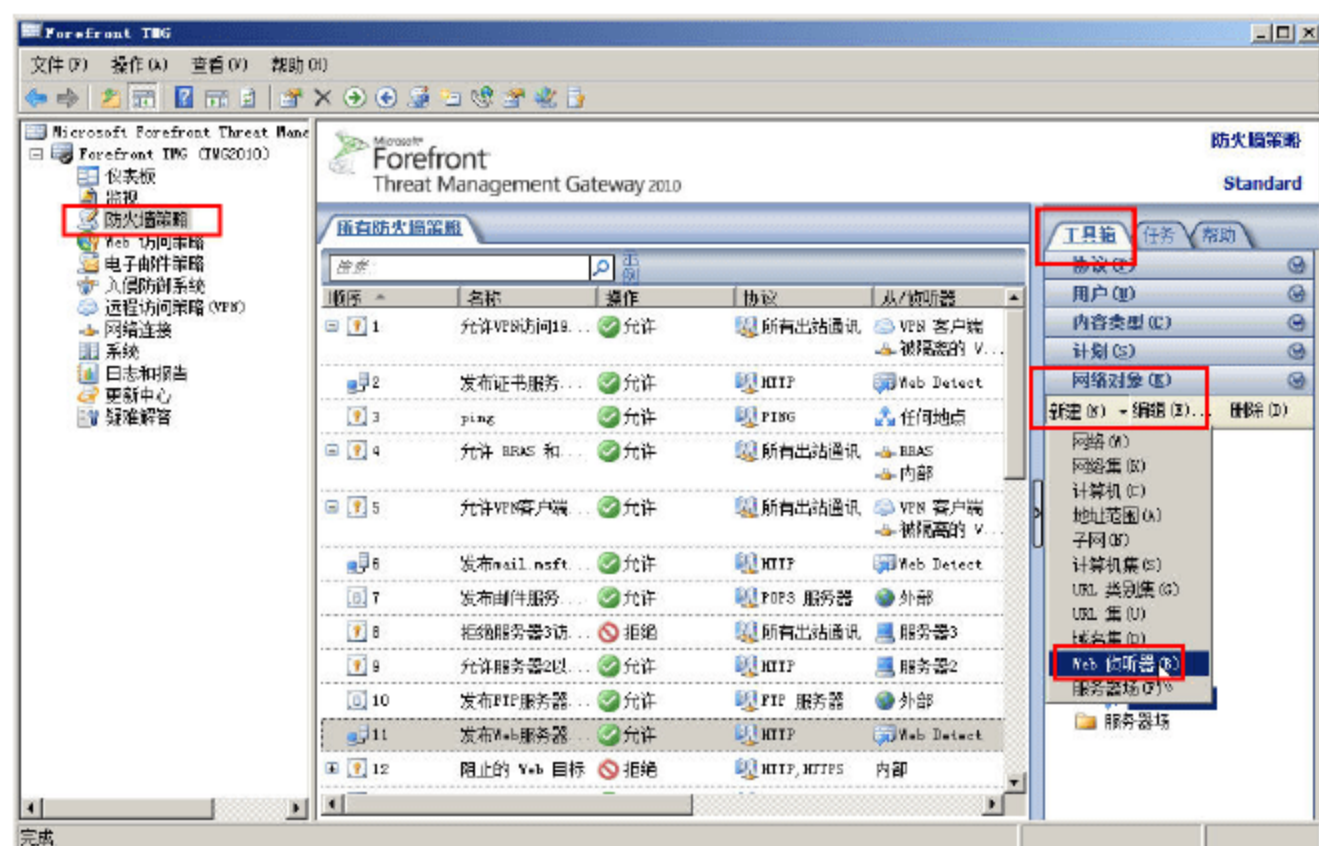 Forefront TMG
文件(F) 操作(A) 查看(V) 帮助(H)
Microsoft Forefront Threat Mana
Forefront TMG (TMG2010)
仪表板
监视
防火墙策略
Web 访问策略
电子邮件策略
入侵防御系统
远程访问策略(VPN)
网络连接
系统
日志和报告
更新中心
疑难解答
Microsoft
Forefront
Threat Management Gateway 2010
防火墙策略
Standard
所有防火墙策略
示例
顺序 名称 操作 协议 从/侦听器
1 允许VPN访问19... 允许 所有出站通讯 VPN 客户端
被隔离的 V...
2 发布证书服务... 允许 HTTP Web Detect
3 ping 允许 PING 任何地点
4 允许 BRAS 和... 允许 所有出站通讯 BRAS
内部
5 允许VPN客户端... 允许 所有出站通讯 VPN 客户端
被隔离的 V...
6 发布mail.msft... 允许 HTTP Web Detect
7 发布邮件服务... 允许 POP3 服务器 外部
8 拒绝服务器3访... 拒绝 所有出站通讯 服务器3
9 允许服务器2以... 允许 HTTP 服务器2
10 发布FTP服务器... 允许 FTP 服务器 外部
11 发布Web服务器... 允许 HTTP Web Detect
12 阻止的 Web 目标 拒绝 HTTP, HTTPS 内部
工具箱 任务 帮助
协议(P)
用户(U)
内容类型(C)
计划(S)
网络对象(E)
新建(N) 编辑(E)... 删除(D)
网络(W)
网络集(K)
计算机(C)
地址范围(A)
子网(N)
计算机集(S)
URL 类别集(G)
URL 集(U)
域名集(D)
Web 侦听器(B)
服务器场(F)
服务器场
完成